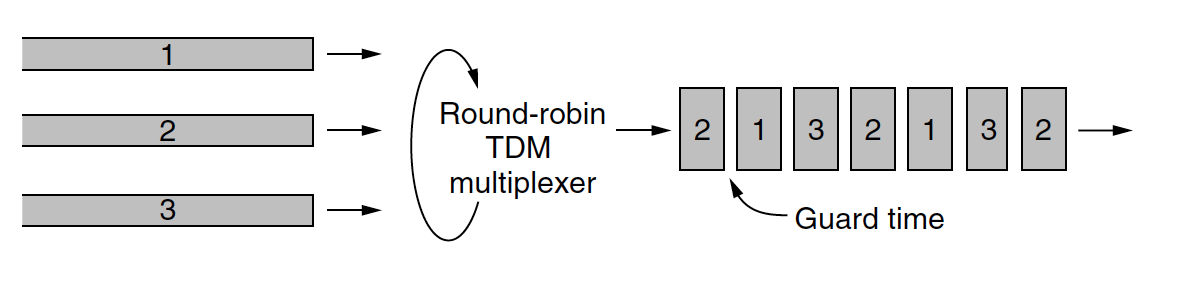 1
2
3
Round-robin
TDM
multiplexer
2 1 3 2 1 3 2
Guard time